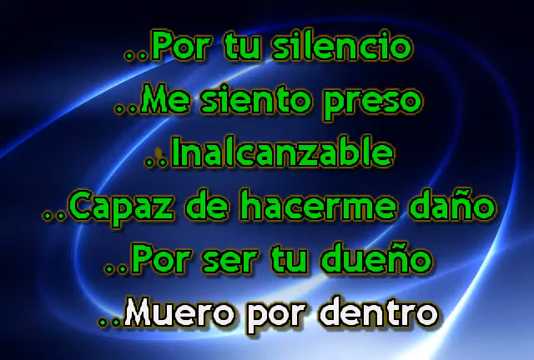 ..Por tu silencio
..Me siento preso
..Inalcanzable
..Capaz de hacerme daño
..Por ser tu dueño
..Muero por dentro